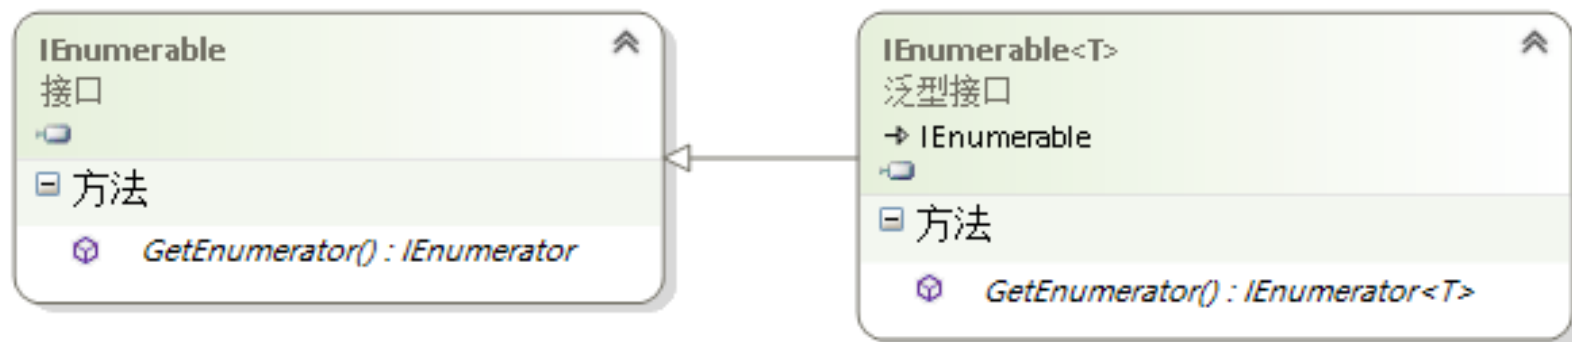 IEnumerable
接口
方法
GetEnumerator() : IEnumerator
IEnumerable<T>
泛型接口
IEnumerable
方法
GetEnumerator() : IEnumerator<T>